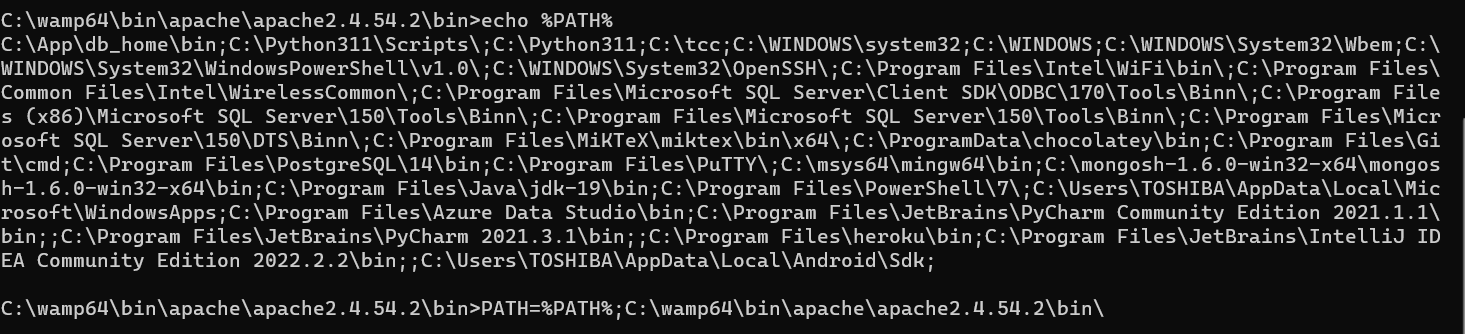 C:\wamp64\bin\apache\apache2.4.54.2\bin>echo %PATH%
C:\App\db_home\bin;C:\Python311\Scripts\;C:\Python311;C:\tcc;C:\WINDOWS\system32;C:\WINDOWS;C:\WINDOWS\System32\Wbem;C:\
WINDOWS\System32\WindowsPowerShell\v1.0\;C:\WINDOWS\System32\OpenSSH\;C:\Program Files\Intel\WiFi\bin\;C:\Program Files\
Common Files\Intel\WirelessCommon\;C:\Program Files\Microsoft SQL Server\Client SDK\ODBC\170\Tools\Binn\;C:\Program File
s (x86)\Microsoft SQL Server\150\Tools\Binn\;C:\Program Files\Microsoft SQL Server\150\Tools\Binn\;C:\Program Files\Micr
osoft SQL Server\150\DTS\Binn\;C:\Program Files\MiKTeX\miktex\bin\x64\;C:\ProgramData\chocolatey\bin;C:\Program Files\Gi
t\cmd;C:\Program Files\PostgreSQL\14\bin;C:\Program Files\PuTTY\;C:\msys64\mingw64\bin;C:\mongosh-1.6.0-win32-x64\mongos
h-1.6.0-win32-x64\bin;C:\Program Files\Java\jdk-19\bin;C:\Program Files\PowerShell\7\;C:\Users\TOSHIBA\AppData\Local\Mic
rosoft\WindowsApps;C:\Program Files\Azure Data Studio\bin;C:\Program Files\JetBrains\PyCharm Community Edition 2021.1.1\
bin;;C:\Program Files\JetBrains\PyCharm 2021.3.1\bin;;C:\Program Files\heroku\bin;C:\Program Files\JetBrains\IntelliJ ID
EA Community Edition 2022.2.2\bin;;C:\Users\TOSHIBA\AppData\Local\Android\Sdk;
C:\wamp64\bin\apache\apache2.4.54.2\bin>PATH=%PATH%;C:\wamp64\bin\apache\apache2.4.54.2\bin\